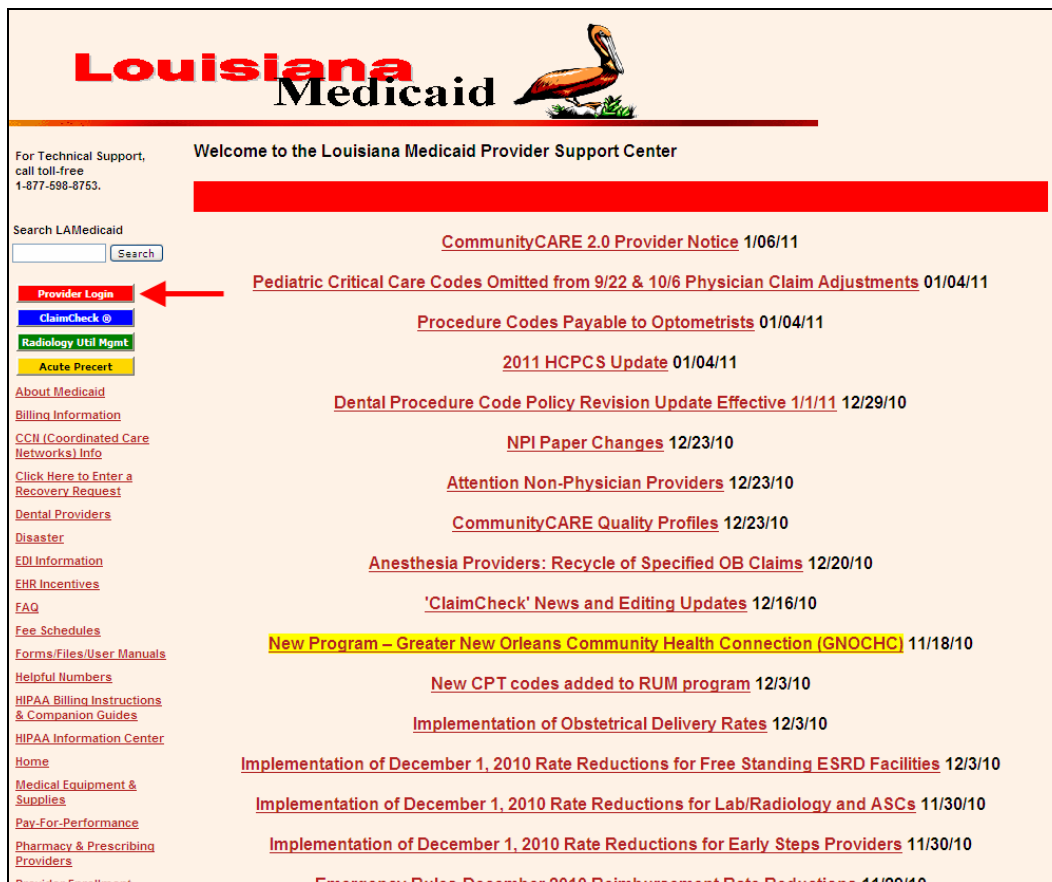 Louisiana
Medicaid
For Technical Support,
call toll-free
1-877-598-8753.
Search LAMedicaid
Search
Provider Login
ClaimCheck ®
Radiology Util Mgmt
Acute Precert
About Medicaid
Billing Information
CCN (Coordinated Care
Networks) Info
Click Here to Enter a
Recovery Request
Dental Providers
Disaster
EDI Information
EHR Incentives
FAQ
Fee Schedules
Forms/Files/User Manuals
Helpful Numbers
HIPAA Billing Instructions
& Companion Guides
HIPAA Information Center
Home
Medical Equipment &
Supplies
Pay-For-Performance
Pharmacy & Prescribing
Providers
Provider Enrollment
Welcome to the Louisiana Medicaid Provider Support Center
CommunityCARE 2.0 Provider Notice 1/06/11
Pediatric Critical Care Codes Omitted from 9/22 & 10/6 Physician Claim Adjustments 01/04/11
Procedure Codes Payable to Optometrists 01/04/11
2011 HCPCS Update 01/04/11
Dental Procedure Code Policy Revision Update Effective 1/1/11 12/29/10
NPI Paper Changes 12/23/10
Attention Non-Physician Providers 12/23/10
CommunityCARE Quality Profiles 12/23/10
Anesthesia Providers: Recycle of Specified OB Claims 12/20/10
'ClaimCheck' News and Editing Updates 12/16/10
New Program – Greater New Orleans Community Health Connection (GNOCHC) 11/18/10
New CPT codes added to RUM program 12/3/10
Implementation of Obstetrical Delivery Rates 12/3/10
Implementation of December 1, 2010 Rate Reductions for Free Standing ESRD Facilities 12/3/10
Implementation of December 1, 2010 Rate Reductions for Lab/Radiology and ASCs 11/30/10
Implementation of December 1, 2010 Rate Reductions for Early Steps Providers 11/30/10
Emergency Rules December 2010 Reimbursement Rate Reductions